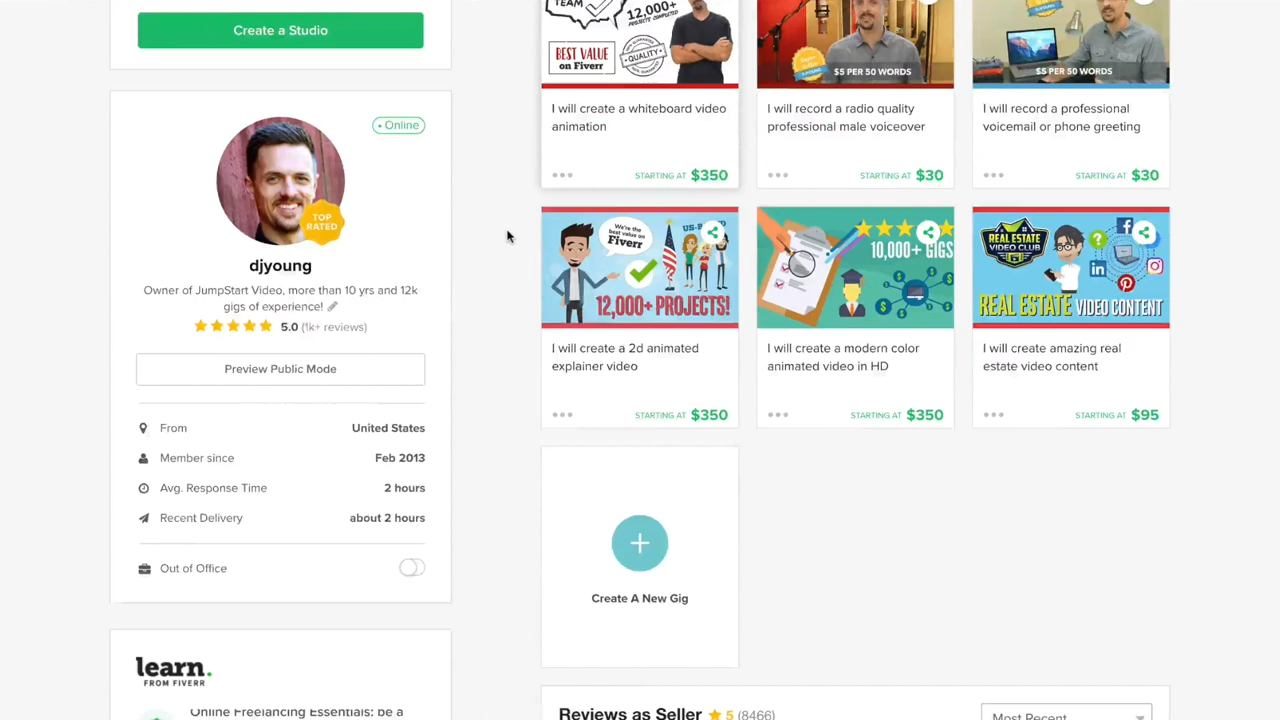 Create a Studio
• Online
TOP
RATED
djyoung
Owner of JumpStart Video, more than 10 yrs and 12k
gigs of experience!
5.0 (1k+ reviews)
Preview Public Mode
From United States
Member since Feb 2013
Avg. Response Time 2 hours
Recent Delivery about 2 hours
Out of Office
learn.
FROM FIVERR
Online Freelancing Essentials: be a
TEAM
12,000+
PROJECTS COMPLETED
BEST VALUE
on Fiverr
QUALITY
I will create a whiteboard video
animation
STARTING AT $350
$5 PER 50 WORDS
I will record a radio quality
professional male voiceover
STARTING AT $30
$5 PER 50 WORDS
I will record a professional
voicemail or phone greeting
STARTING AT $30
We're the
best value on
Fiverr
US-BASED
12,000+ PROJECTS!
I will create a 2d animated
explainer video
STARTING AT $350
10,000+ GIGS
I will create a modern color
animated video in HD
STARTING AT $350
REAL ESTATE
VIDEO CLUB
REAL ESTATE VIDEO CONTENT
I will create amazing real
estate video content
STARTING AT $95
Create A New Gig
Reviews as Seller 5 (8466)
Most Recent